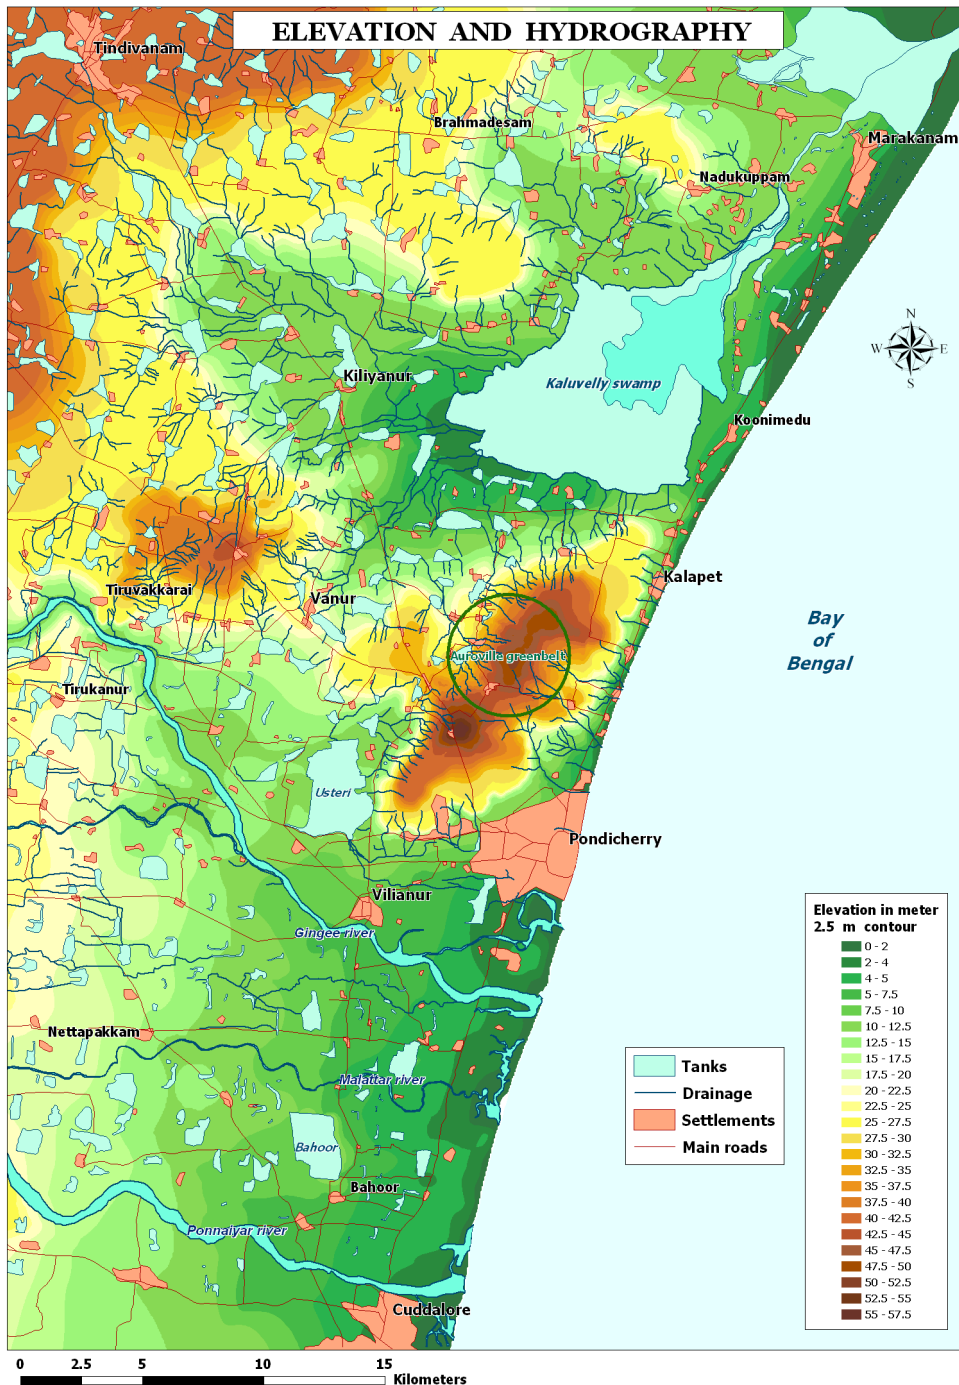 ELEVATION AND HYDROGRAPHY
Tindivanam
Brahmadesam
Marakanam
Nadukuppam
N
W E
S
Kiliyanur
Kaluvelly swamp
Koonimedu
Kalapet
Tiruvakkarai
Vanur
Bay
of
Bengal
Auroville greenbelt
Tirukanur
Usteri
Pondicherry
Vilianur
Gingee river
Nettapakkam
Malattar river
Bahoor
Bahoor
Ponnaiyar river
Cuddalore
Elevation in meter
2.5 m contour
0 - 2
2 - 4
4 - 5
5 - 7.5
7.5 - 10
10 - 12.5
12.5 - 15
15 - 17.5
17.5 - 20
20 - 22.5
22.5 - 25
25 - 27.5
27.5 - 30
30 - 32.5
32.5 - 35
35 - 37.5
37.5 - 40
40 - 42.5
42.5 - 45
45 - 47.5
47.5 - 50
50 - 52.5
52.5 - 55
55 - 57.5
Tanks
Drainage
Settlements
Main roads
0 2.5 5 10 15
Kilometers